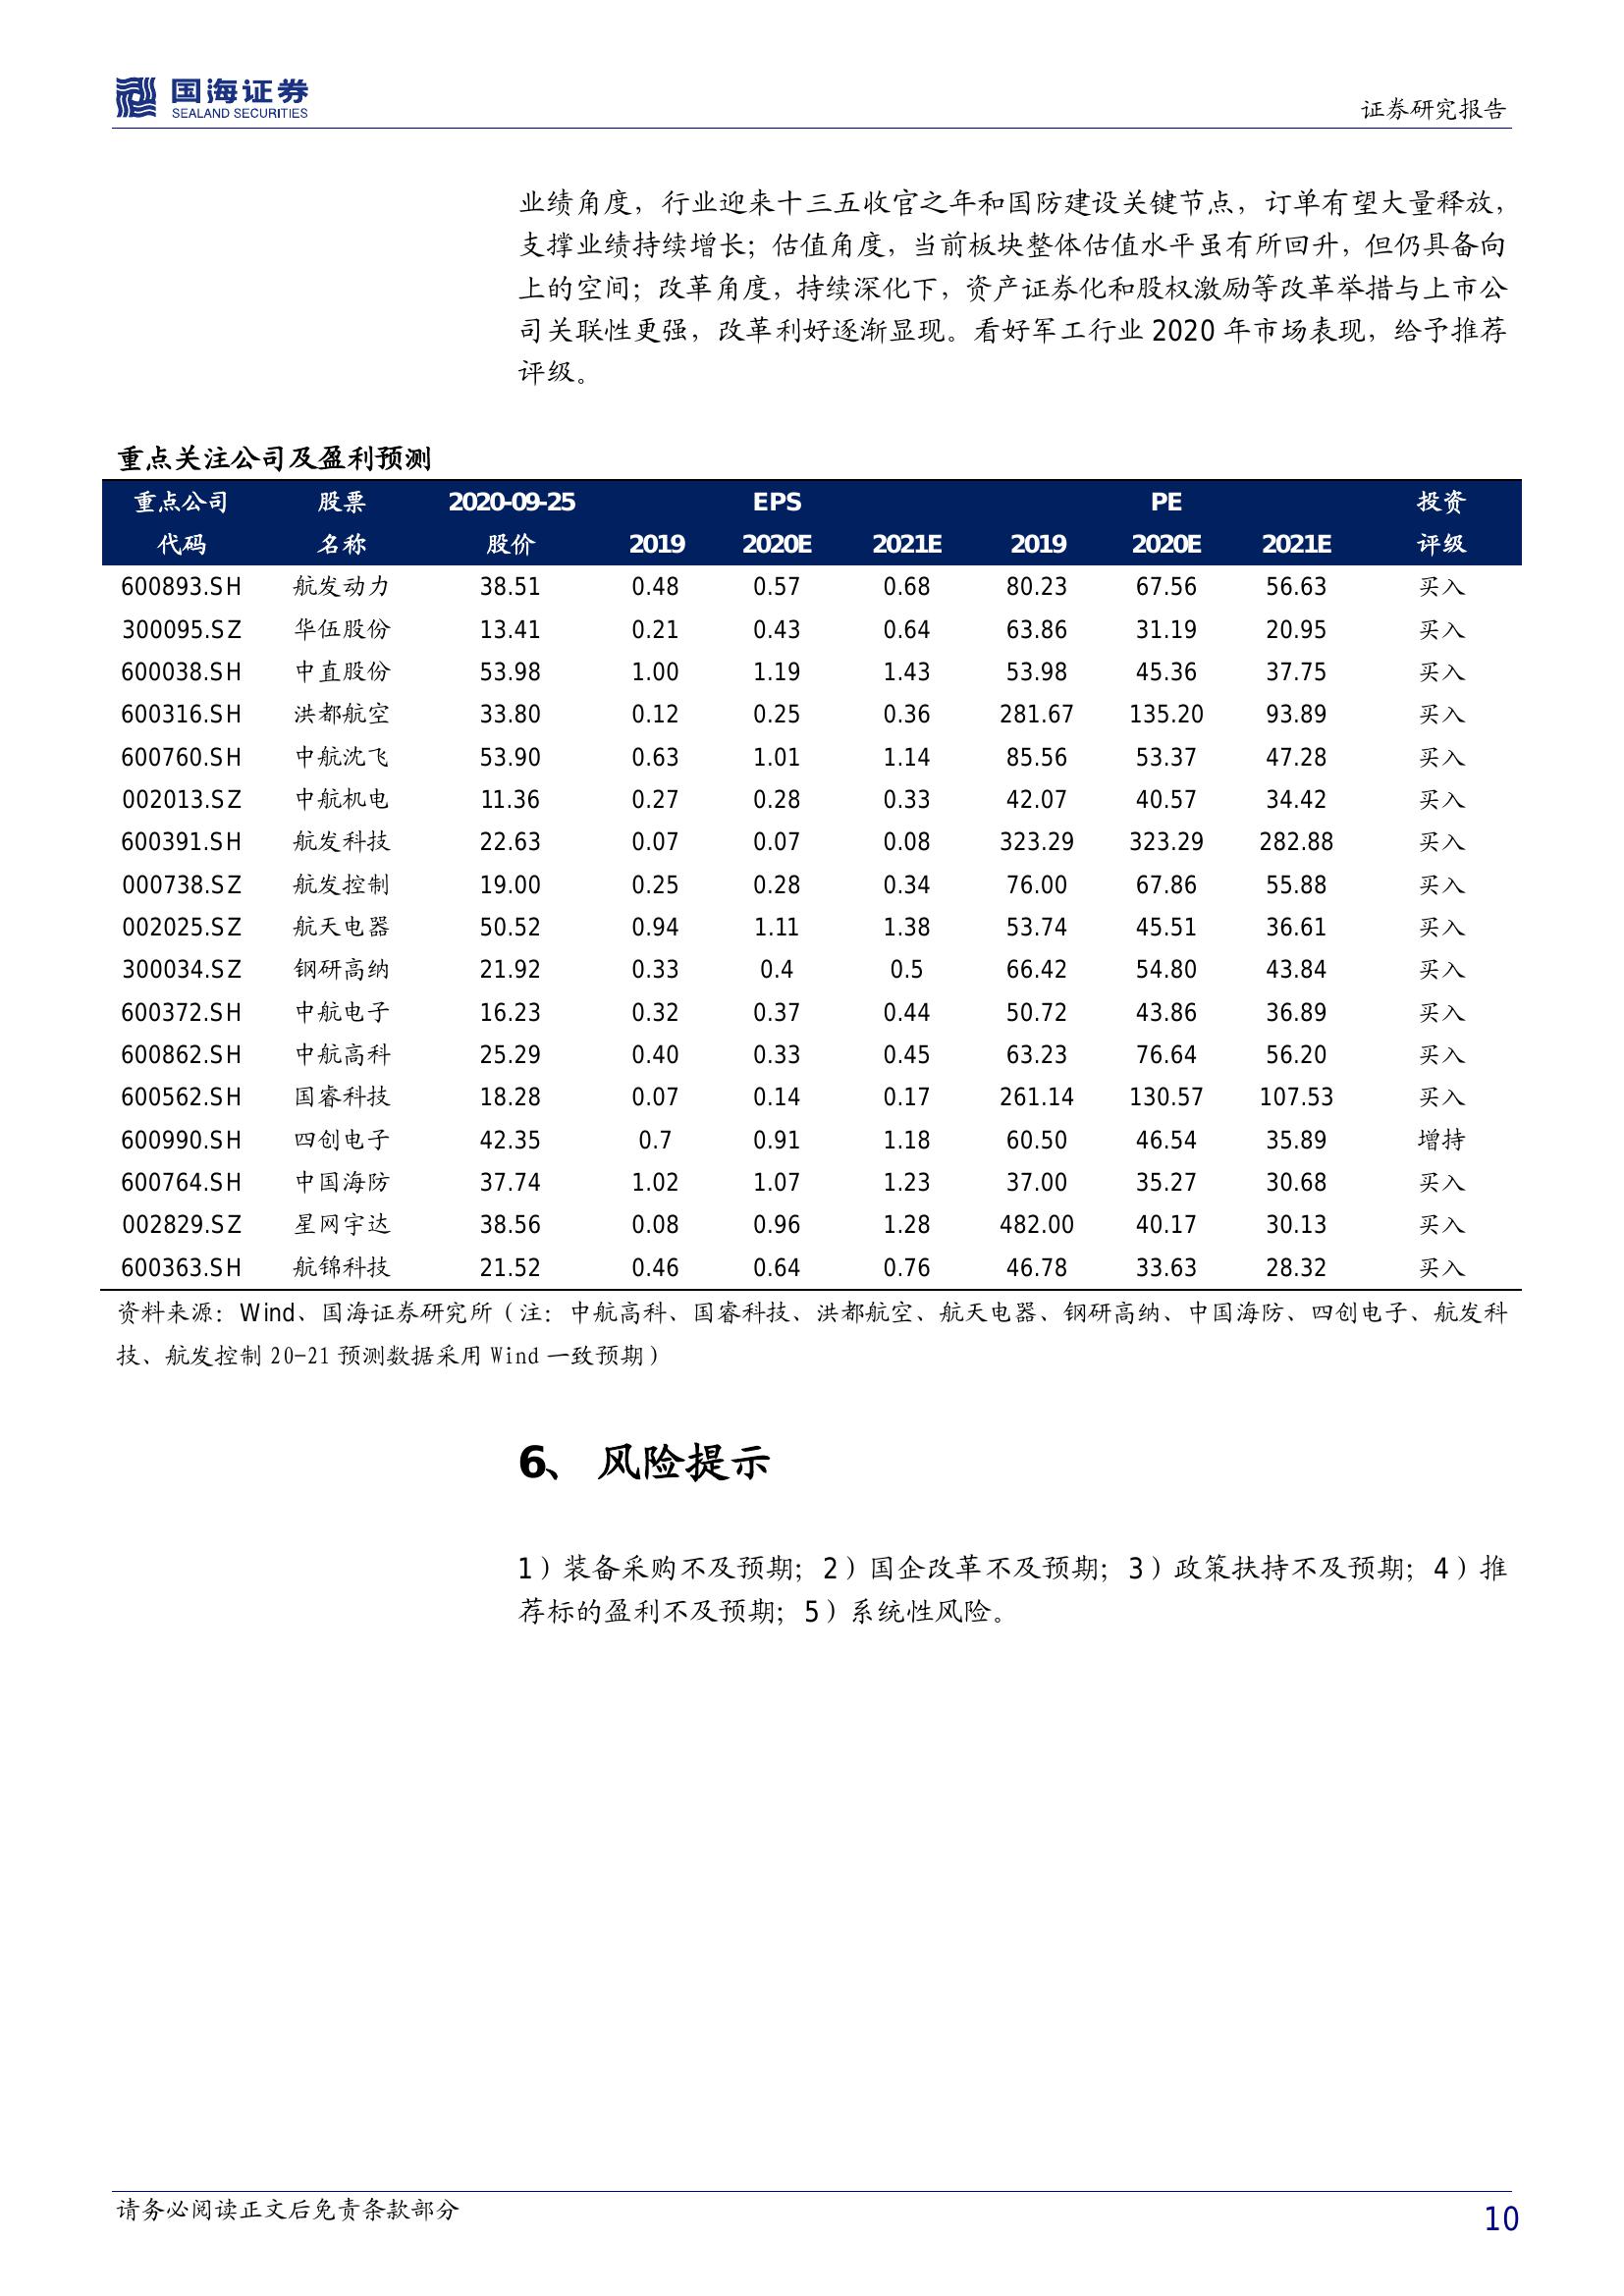 国海证券
SEALAND SECURITIES
证券研究报告
业绩角度，行业迎来十三五收官之年和国防建设关键节点，订单有望大量释放，
支撑业绩持续增长；估值角度，当前板块整体估值水平虽有所回升，但仍具备向
上的空间；改革角度，持续深化下，资产证券化和股权激励等改革举措与上市公
司关联性更强，改革利好逐渐显现。看好军工行业 2020 年市场表现，给予推荐
评级。
重点关注公司及盈利预测
重点公司 股票 2020-09-25 EPS PE 投资
代码 名称 股价 2019 2020E 2021E 2019 2020E 2021E 评级
600893.SH 航发动力 38.51 0.48 0.57 0.68 80.23 67.56 56.63 买入
300095.SZ 华伍股份 13.41 0.21 0.43 0.64 63.86 31.19 20.95 买入
600038.SH 中直股份 53.98 1.00 1.19 1.43 53.98 45.36 37.75 买入
600316.SH 洪都航空 33.80 0.12 0.25 0.36 281.67 135.20 93.89 买入
600760.SH 中航沈飞 53.90 0.63 1.01 1.14 85.56 53.37 47.28 买入
002013.SZ 中航机电 11.36 0.27 0.28 0.33 42.07 40.57 34.42 买入
600391.SH 航发科技 22.63 0.07 0.07 0.08 323.29 323.29 282.88 买入
000738.SZ 航发控制 19.00 0.25 0.28 0.34 76.00 67.86 55.88 买入
002025.SZ 航天电器 50.52 0.94 1.11 1.38 53.74 45.51 36.61 买入
300034.SZ 钢研高纳 21.92 0.33 0.4 0.5 66.42 54.80 43.84 买入
600372.SH 中航电子 16.23 0.32 0.37 0.44 50.72 43.86 36.89 买入
600862.SH 中航高科 25.29 0.40 0.33 0.45 63.23 76.64 56.20 买入
600562.SH 国睿科技 18.28 0.07 0.14 0.17 261.14 130.57 107.53 买入
600990.SH 四创电子 42.35 0.7 0.91 1.18 60.50 46.54 35.89 增持
600764.SH 中国海防 37.74 1.02 1.07 1.23 37.00 35.27 30.68 买入
002829.SZ 星网宇达 38.56 0.08 0.96 1.28 482.00 40.17 30.13 买入
600363.SH 航锦科技 21.52 0.46 0.64 0.76 46.78 33.63 28.32 买入
资料来源：Wind、国海证券研究所（注：中航高科、国睿科技、洪都航空、航天电器、钢研高纳、中国海防、四创电子、航发科
技、航发控制 20-21 预测数据采用 Wind 一致预期）
6、 风险提示
1）装备采购不及预期；2）国企改革不及预期；3）政策扶持不及预期；4）推
荐标的盈利不及预期；5）系统性风险。
请务必阅读正文后免责条款部分
10